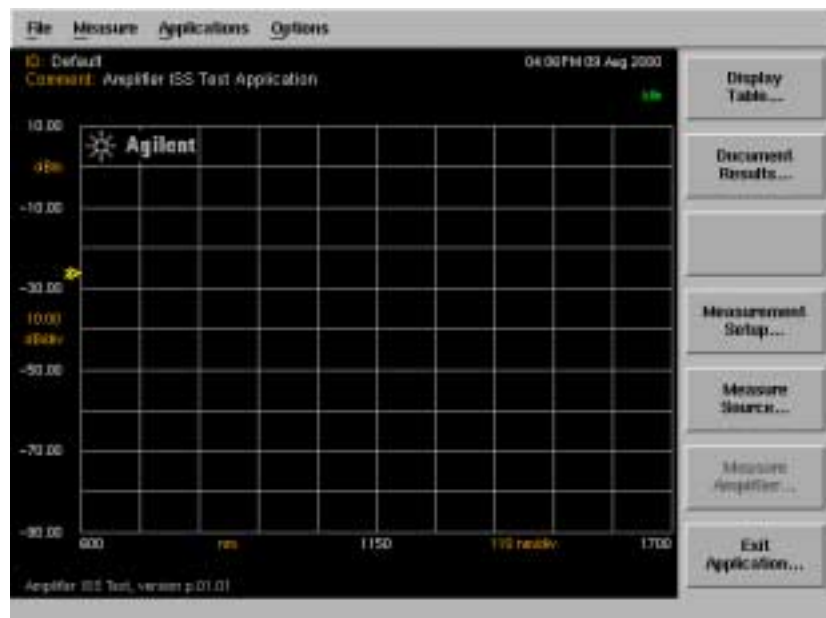 File Measure Applications Options
ID: Default
04:06PM 09 Aug 2000
Comment: Amplifier ISS Test Application
Idle
10.00
Agilent
dBm
-10.00
-30.00
10.00
dB/div
-50.00
-70.00
-90.00
600 nm 1150 110 nm/div 1700
Amplifier ISS Test, version p.01.01
Display
Table...
Document
Results...
Measurement
Setup...
Measure
Source...
Measure
Amplifier...
Exit
Application...